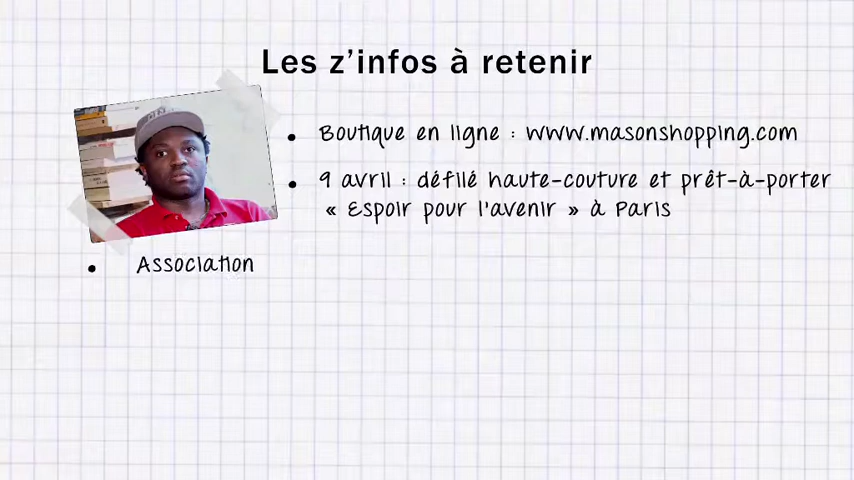 Les z’infos à retenir
• Boutique en ligne : www.masonshopping.com
• 9 avril : défilé haute-couture et prêt-à-porter
« Espoir pour l'avenir » à Paris
• Association